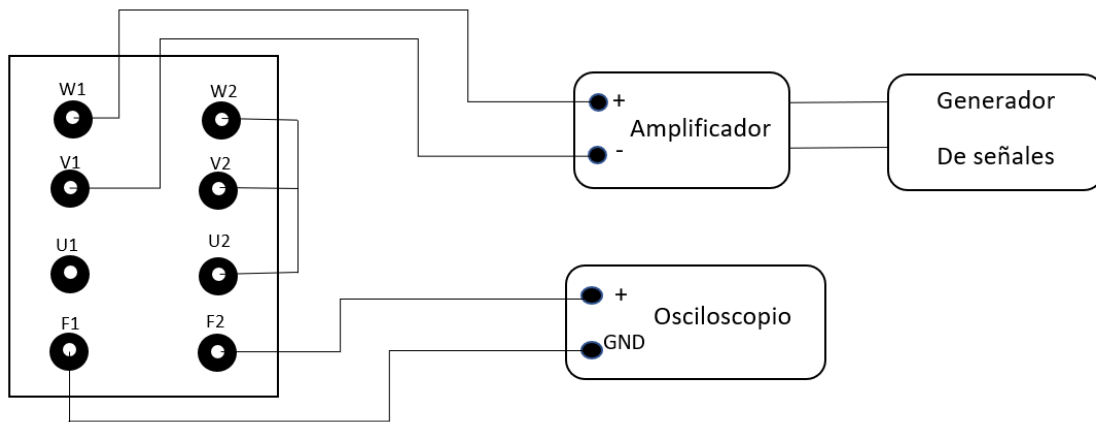 W1
W2
V1
V2
U1
U2
F1
F2
+
Amplificador
-
Generador
De señales
+
Osciloscopio
GND